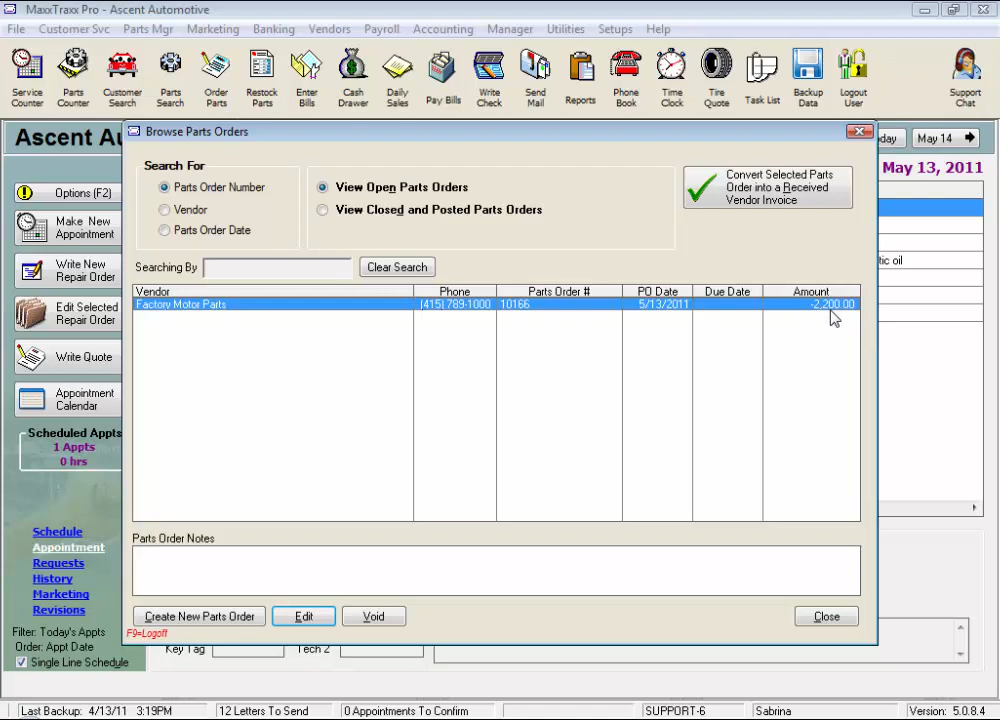 MaxxTraxx Pro - Ascent Automotive
File Customer Svc Parts Mgr Marketing Banking Vendors Payroll Accounting Manager Utilities Setups Help
Service Counter
Parts Counter
Customer Search
Parts Search
Order Parts
Restock Parts
Enter Bills
Cash Drawer
Daily Sales
Pay Bills
Write Check
Send Mail
Reports
Phone Book
Time Clock
Tire Quote
Task List
Backup Data
Logout User
Support Chat
Ascent Au
Browse Parts Orders
day
May 14
May 13, 2011
Options (F2)
Make New Appointment
Write New Repair Order
Edit Selected Repair Order
Write Quote
Appointment Calendar
Scheduled Appts
1 Appts
0 hrs
Schedule
Appointment
Requests
History
Marketing
Revisions
Filter: Today's Appts
Order: Appt Date
Single Line Schedule
Search For
Parts Order Number
Vendor
Parts Order Date
View Open Parts Orders
View Closed and Posted Parts Orders
Convert Selected Parts
Order into a Received
Vendor Invoice
Searching By
Clear Search
tic oil
Vendor Phone Parts Order # PO Date Due Date Amount
Factory Motor Parts (415) 789-1000 10166 5/13/2011 -2,200.00
Parts Order Notes
Create New Parts Order
Edit
Void
Close
F9=Logoff
Key Tag
Tech 2
Last Backup: 4/13/11 3:19PM
12 Letters To Send
0 Appointments To Confirm
SUPPORT-6
Sabrina
Version: 5.0.8.4